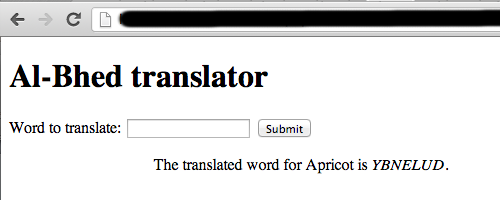 Al-Bhed translator
Word to translate: Submit
The translated word for Apricot is YBNELUD.